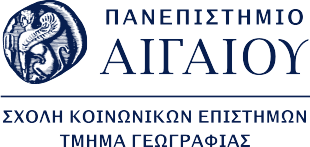 ΠΑΝΕΠΙΣΤΗΜΙΟ
ΑΙΓΑΙΟΥ
ΣΧΟΛΗ ΚΟΙΝΩΝΙΚΩΝ ΕΠΙΣΤΗΜΩΝ
ΤΜΗΜΑ ΓΕΩΓΡΑΦΙΑΣ